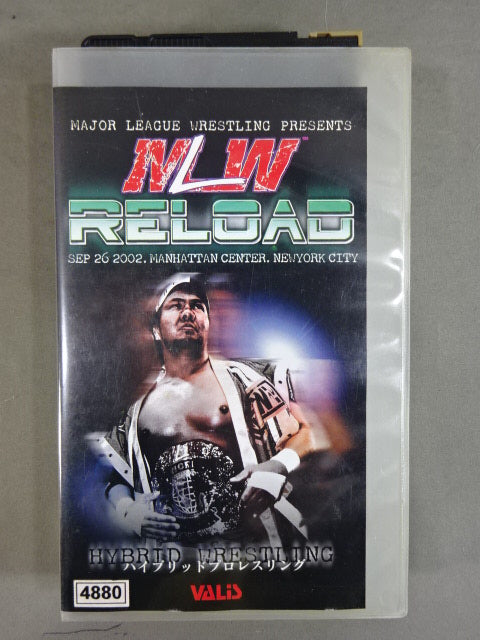 MAJOR LEAGUE WRESTLING PRESENTS
MLW™
RELOAD
SEP 26 2002. MANHATTAN CENTER. NEWYORK CITY
HYBRID WRESTLING
ハイブリッドプロレスリング
4880
VALIS